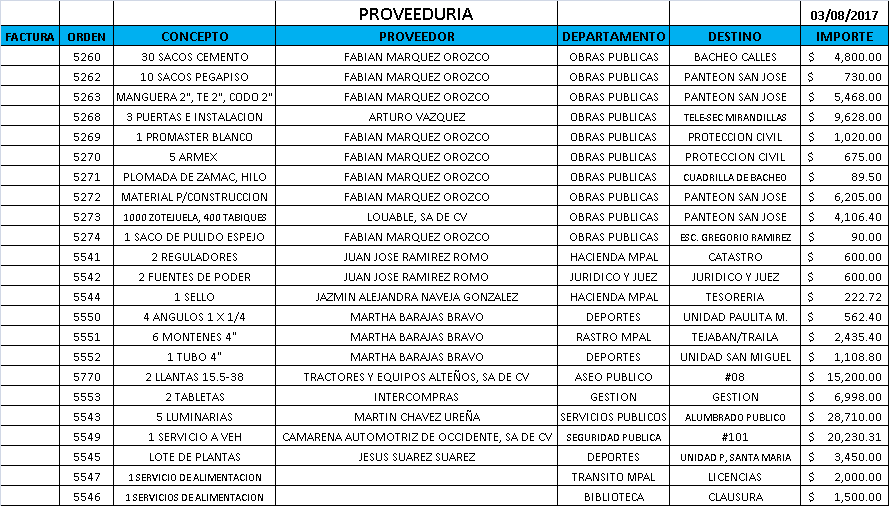 PROVEEDURIA 03/08/2017
FACTURA ORDEN CONCEPTO PROVEEDOR DEPARTAMENTO DESTINO IMPORTE
5260 30 SACOS CEMENTO FABIAN MARQUEZ OROZCO OBRAS PUBLICAS BACHEO CALLES $ 4,800.00
5262 10 SACOS PEGAPISO FABIAN MARQUEZ OROZCO OBRAS PUBLICAS PANTEON SAN JOSE $ 730.00
5263 MANGUERA 2", TE 2", CODO 2" FABIAN MARQUEZ OROZCO OBRAS PUBLICAS PANTEON SAN JOSE $ 5,468.00
5268 3 PUERTAS E INSTALACION ARTURO VAZQUEZ OBRAS PUBLICAS TELE-SEC MIRANDILLAS $ 9,628.00
5269 1 PROMASTER BLANCO FABIAN MARQUEZ OROZCO OBRAS PUBLICAS PROTECCION CIVIL $ 1,020.00
5270 5 ARMEX FABIAN MARQUEZ OROZCO OBRAS PUBLICAS PROTECCION CIVIL $ 675.00
5271 PLOMADA DE ZAMAC, HILO FABIAN MARQUEZ OROZCO OBRAS PUBLICAS CUADRILLA DE BACHEO $ 89.50
5272 MATERIAL P/CONSTRUCCION FABIAN MARQUEZ OROZCO OBRAS PUBLICAS PANTEON SAN JOSE $ 6,205.00
5273 1000 ZOTEJUELA, 400 TABIQUES LOUABLE, SA DE CV OBRAS PUBLICAS PANTEON SAN JOSE $ 4,106.40
5274 1 SACO DE PULIDO ESPEJO FABIAN MARQUEZ OROZCO OBRAS PUBLICAS ESC. GREGORIO RAMIREZ $ 90.00
5541 2 REGULADORES JUAN JOSE RAMIREZ ROMO HACIENDA MPAL CATASTRO $ 600.00
5542 2 FUENTES DE PODER JUAN JOSE RAMIREZ ROMO JURIDICO Y JUEZ JURIDICO Y JUEZ $ 600.00
5544 1 SELLO JAZMIN ALEJANDRA NAVEJA GONZALEZ HACIENDA MPAL TESORERIA $ 222.72
5550 4 ANGULOS 1 X 1/4 MARTHA BARAJAS BRAVO DEPORTES UNIDAD PAULITA M. $ 562.40
5551 6 MONTENES 4" MARTHA BARAJAS BRAVO RASTRO MPAL TEJABAN/TRAILA $ 2,435.40
5552 1 TUBO 4" MARTHA BARAJAS BRAVO DEPORTES UNIDAD SAN MIGUEL $ 1,108.80
5770 2 LLANTAS 15.5-38 TRACTORES Y EQUIPOS ALTEÑOS, SA DE CV ASEO PUBLICO #08 $ 15,200.00
5553 2 TABLETAS INTERCOMPRAS GESTION GESTION $ 6,998.00
5543 5 LUMINARIAS MARTIN CHAVEZ UREÑA SERVICIOS PUBLICOS ALUMBRADO PUBLICO $ 28,710.00
5549 1 SERVICIO A VEH CAMARENA AUTOMOTRIZ DE OCCIDENTE, SA DE CV SEGURIDAD PUBLICA #101 $ 20,230.31
5545 LOTE DE PLANTAS JESUS SUAREZ SUAREZ DEPORTES UNIDAD P, SANTA MARIA $ 3,450.00
5547 1 SERVICIO DE ALIMENTACION TRANSITO MPAL LICENCIAS $ 2,000.00
5546 1 SERVICIOS DE ALIMENTACION BIBLIOTECA CLAUSURA $ 1,500.00